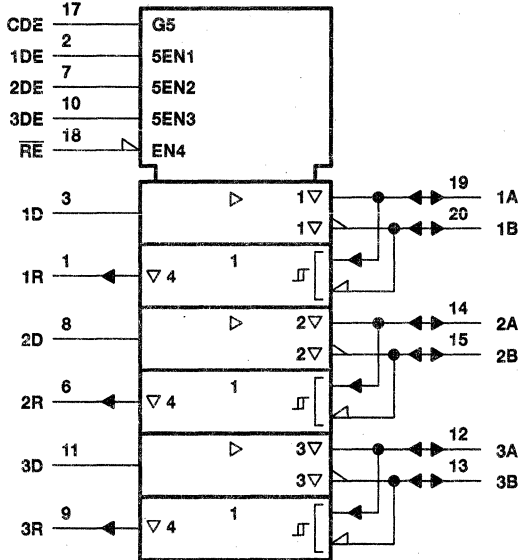 17
CDE G5
2
1DE 5EN1
7
2DE 5EN2
10
3DE 5EN3
18
RE EN4
3 1▽ 19
1D ▷ 1A
1▽ 20
1B
1 1
1R ▽ 4
8 2▽ 14
2D ▷ 2A
2▽ 15
2B
6 1
2R ▽ 4
11 3▽ 12
3D ▷ 3A
3▽ 13
3B
9 1
3R ▽ 4